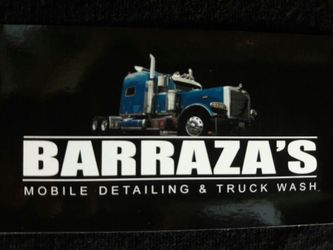 BARRAZA'S
MOBILE DETAILING & TRUCK WASH